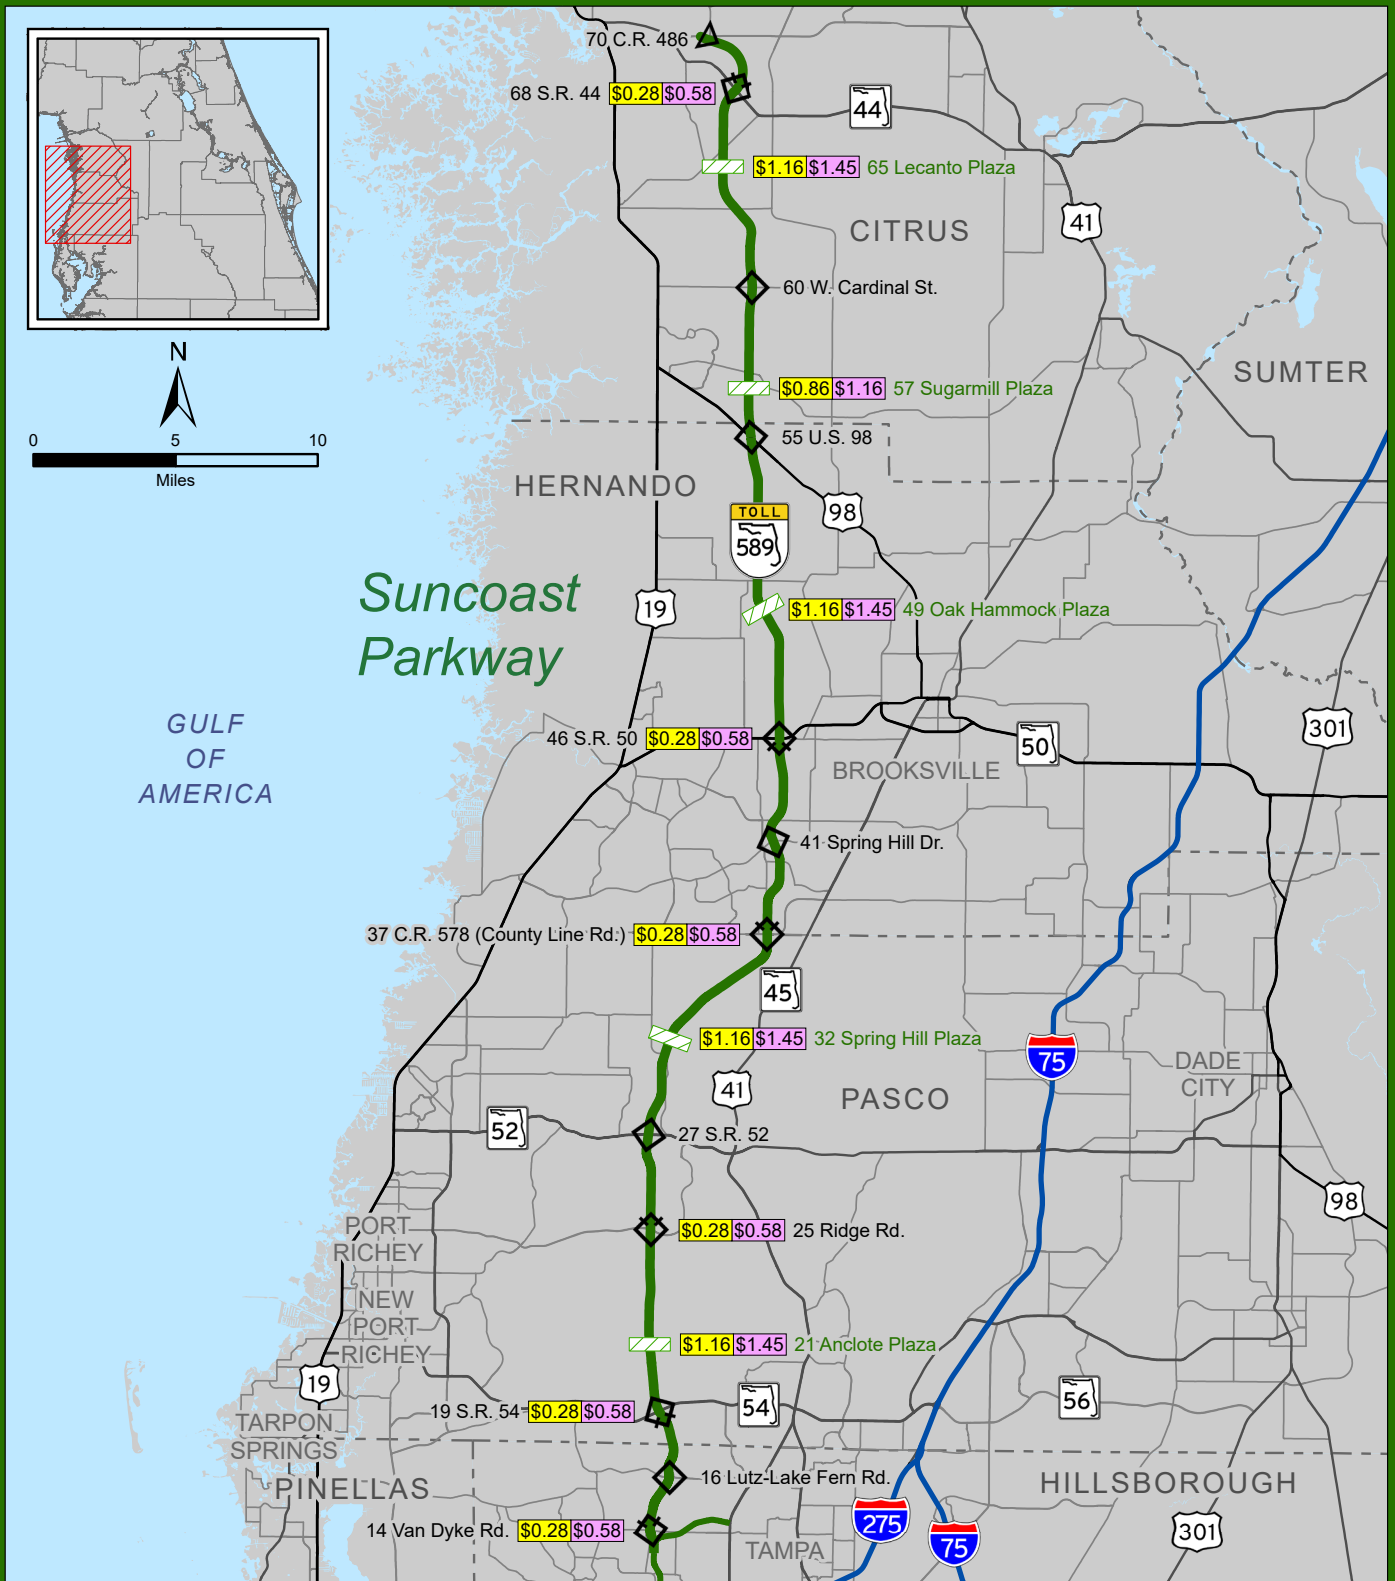 70 C.R. 486
68 S.R. 44 $0.28 $0.58
44
$1.16 $1.45 65 Lecanto Plaza
41
CITRUS
60 W. Cardinal St.
N
0 5 10
Miles
SUMTER
$0.86 $1.16 57 Sugarmill Plaza
55 U.S. 98
HERNANDO
98
TOLL
589
Suncoast
Parkway
19
$1.16 $1.45 49 Oak Hammock Plaza
GULF
OF
AMERICA
301
46 S.R. 50 $0.28 $0.58
50
BROOKSVILLE
41 Spring Hill Dr.
37 C.R. 578 (County Line Rd.) $0.28 $0.58
45
$1.16 $1.45 32 Spring Hill Plaza
75
DADE
CITY
41
PASCO
52
27 S.R. 52
98
PORT
RICHEY
$0.28 $0.58 25 Ridge Rd.
NEW
PORT
RICHEY
$1.16 $1.45 21 Anclote Plaza
19
54
56
19 S.R. 54 $0.28 $0.58
TARPON
SPRINGS
16 Lutz-Lake Fern Rd.
PINELLAS
HILLSBOROUGH
275
14 Van Dyke Rd. $0.28 $0.58
301
75
TAMPA